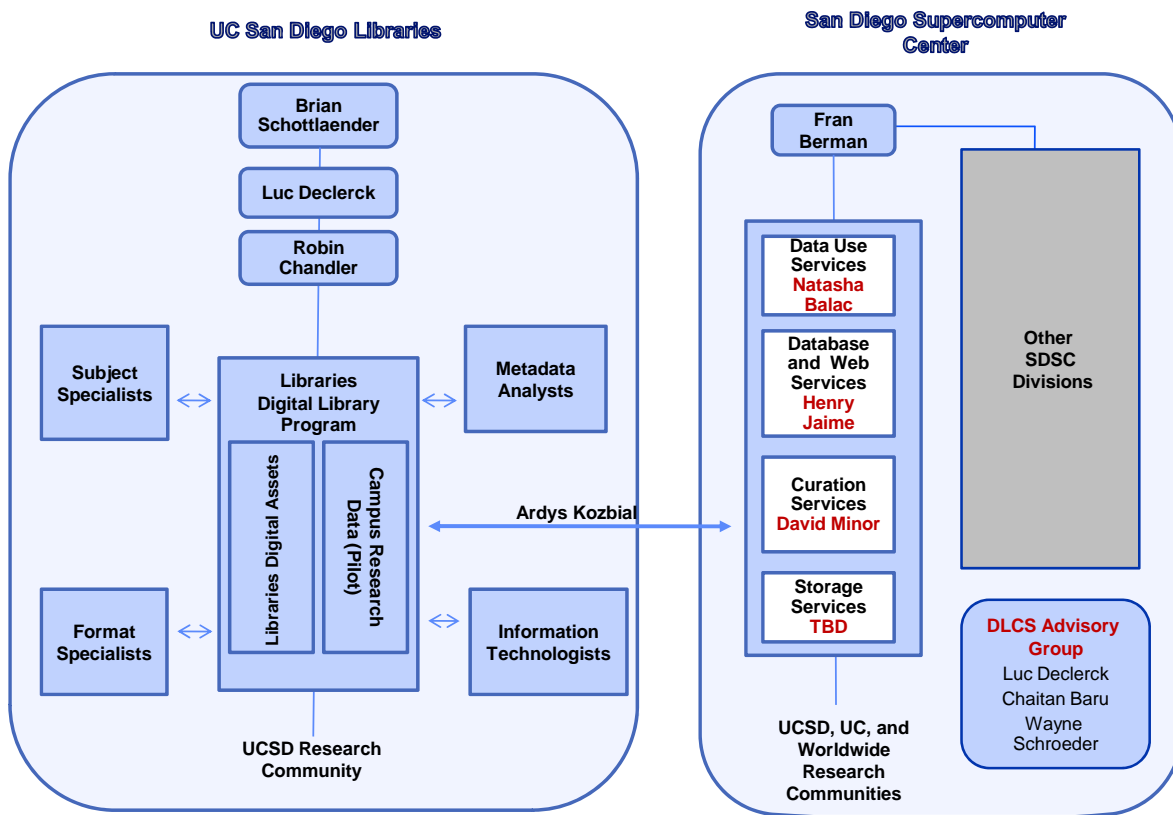 UC San Diego Libraries
Brian
Schottlaender
Luc Declerck
Robin
Chandler
Subject
Specialists
Libraries
Digital Library
Program
Metadata
Analysts
Libraries Digital Assets
Campus Research
Data (Pilot)
Format
Specialists
Information
Technologists
UCSD Research
Community
Ardys Kozbial
San Diego Supercomputer
Center
Fran
Berman
Data Use
Services
Natasha
Balac
Database
and Web
Services
Henry
Jaime
Curation
Services
David Minor
Storage
Services
TBD
UCSD, UC, and
Worldwide
Research
Communities
Other
SDSC
Divisions
DLCS Advisory
Group
Luc Declerck
Chaitan Baru
Wayne
Schroeder